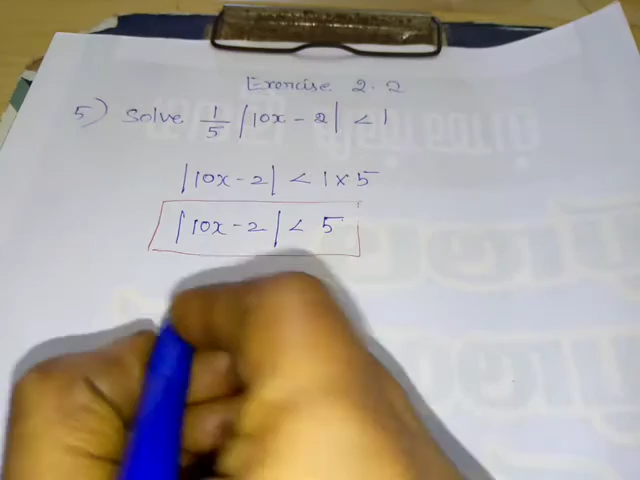 Exercise 2.2
5) Solve 1/5 |10x - 2| < 1
|10x - 2| < 1 x 5
|10x - 2| < 5